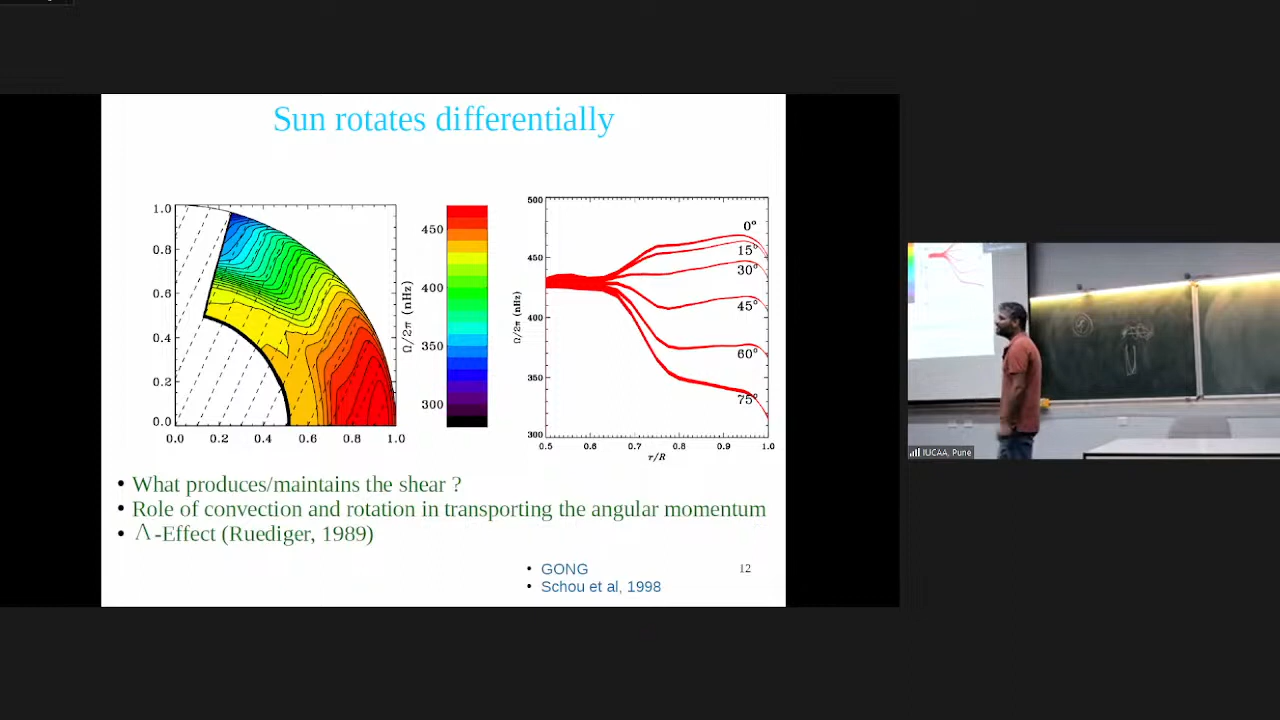 Sun rotates differentially
1.0
0.8
0.6
0.4
0.2
0.0
0.0 0.2 0.4 0.6 0.8 1.0
450
400
350
300
Ω/2π (nHz)
500
450
400
350
300
Ω/2π (nHz)
0°
15°
30°
45°
60°
75°
0.5 0.6 0.7 0.8 0.9 1.0
r/R
• What produces/maintains the shear ?
• Role of convection and rotation in transporting the angular momentum
• Λ-Effect (Ruediger, 1989)
• GONG
• Schou et al, 1998
12
IUCAA, Pune